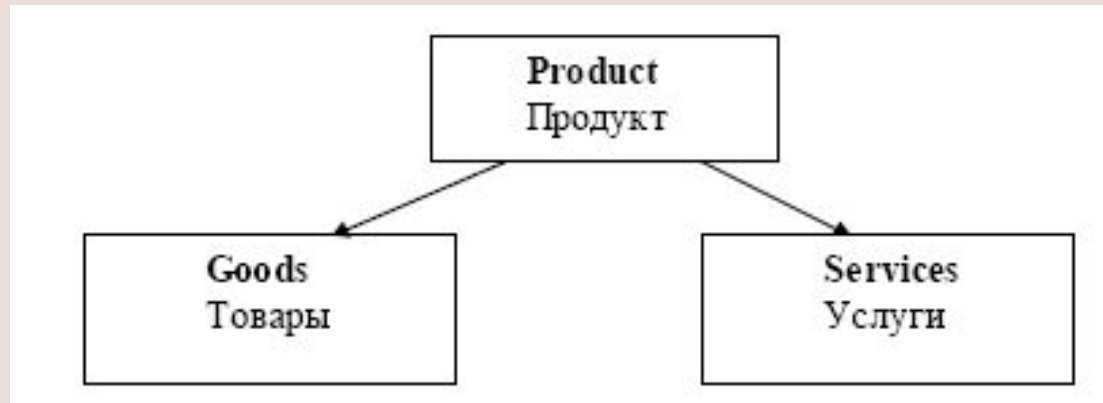 Product
Продукт
Goods
Товары
Services
Услуги